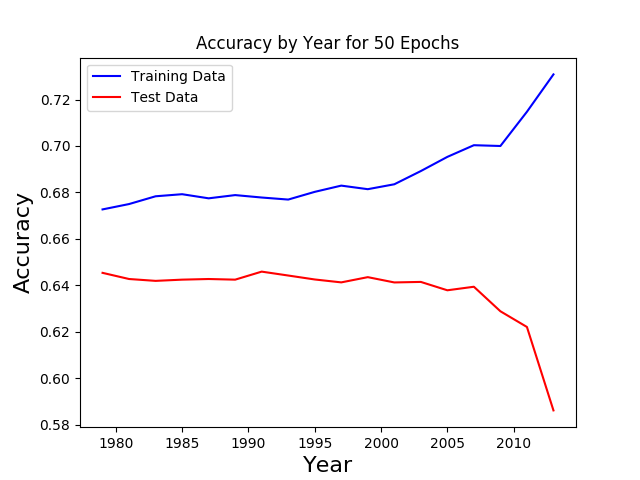 Accuracy by Year for 50 Epochs
Training Data
Test Data
0.72
0.70
0.68
0.66
0.64
0.62
0.60
0.58
Accuracy
1980 1985 1990 1995 2000 2005 2010
Year